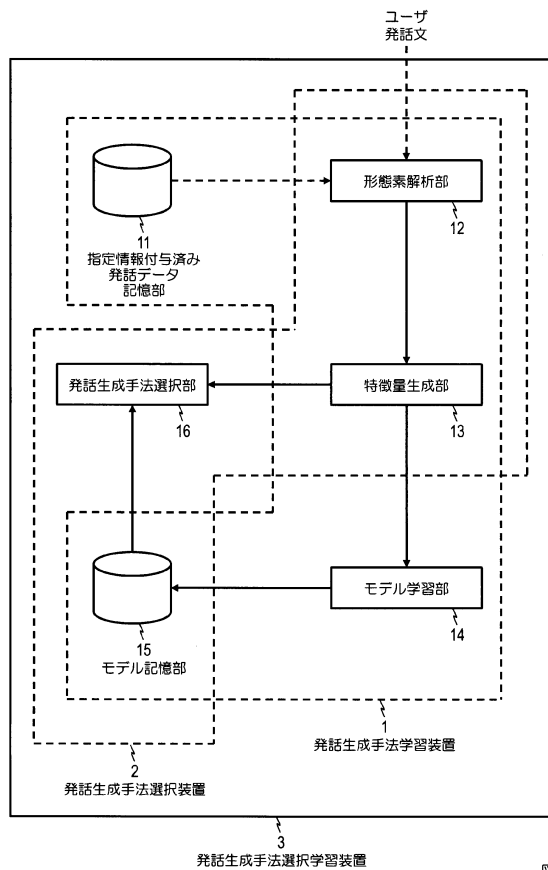 ユーザ
発話文
形態素解析部
12
11
指定情報付与済み
発話データ
記憶部
発話生成手法選択部
16
特徴量生成部
13
モデル学習部
14
15
モデル記憶部
1
発話生成手法学習装置
2
発話生成手法選択装置
3
発話生成手法選択学習装置